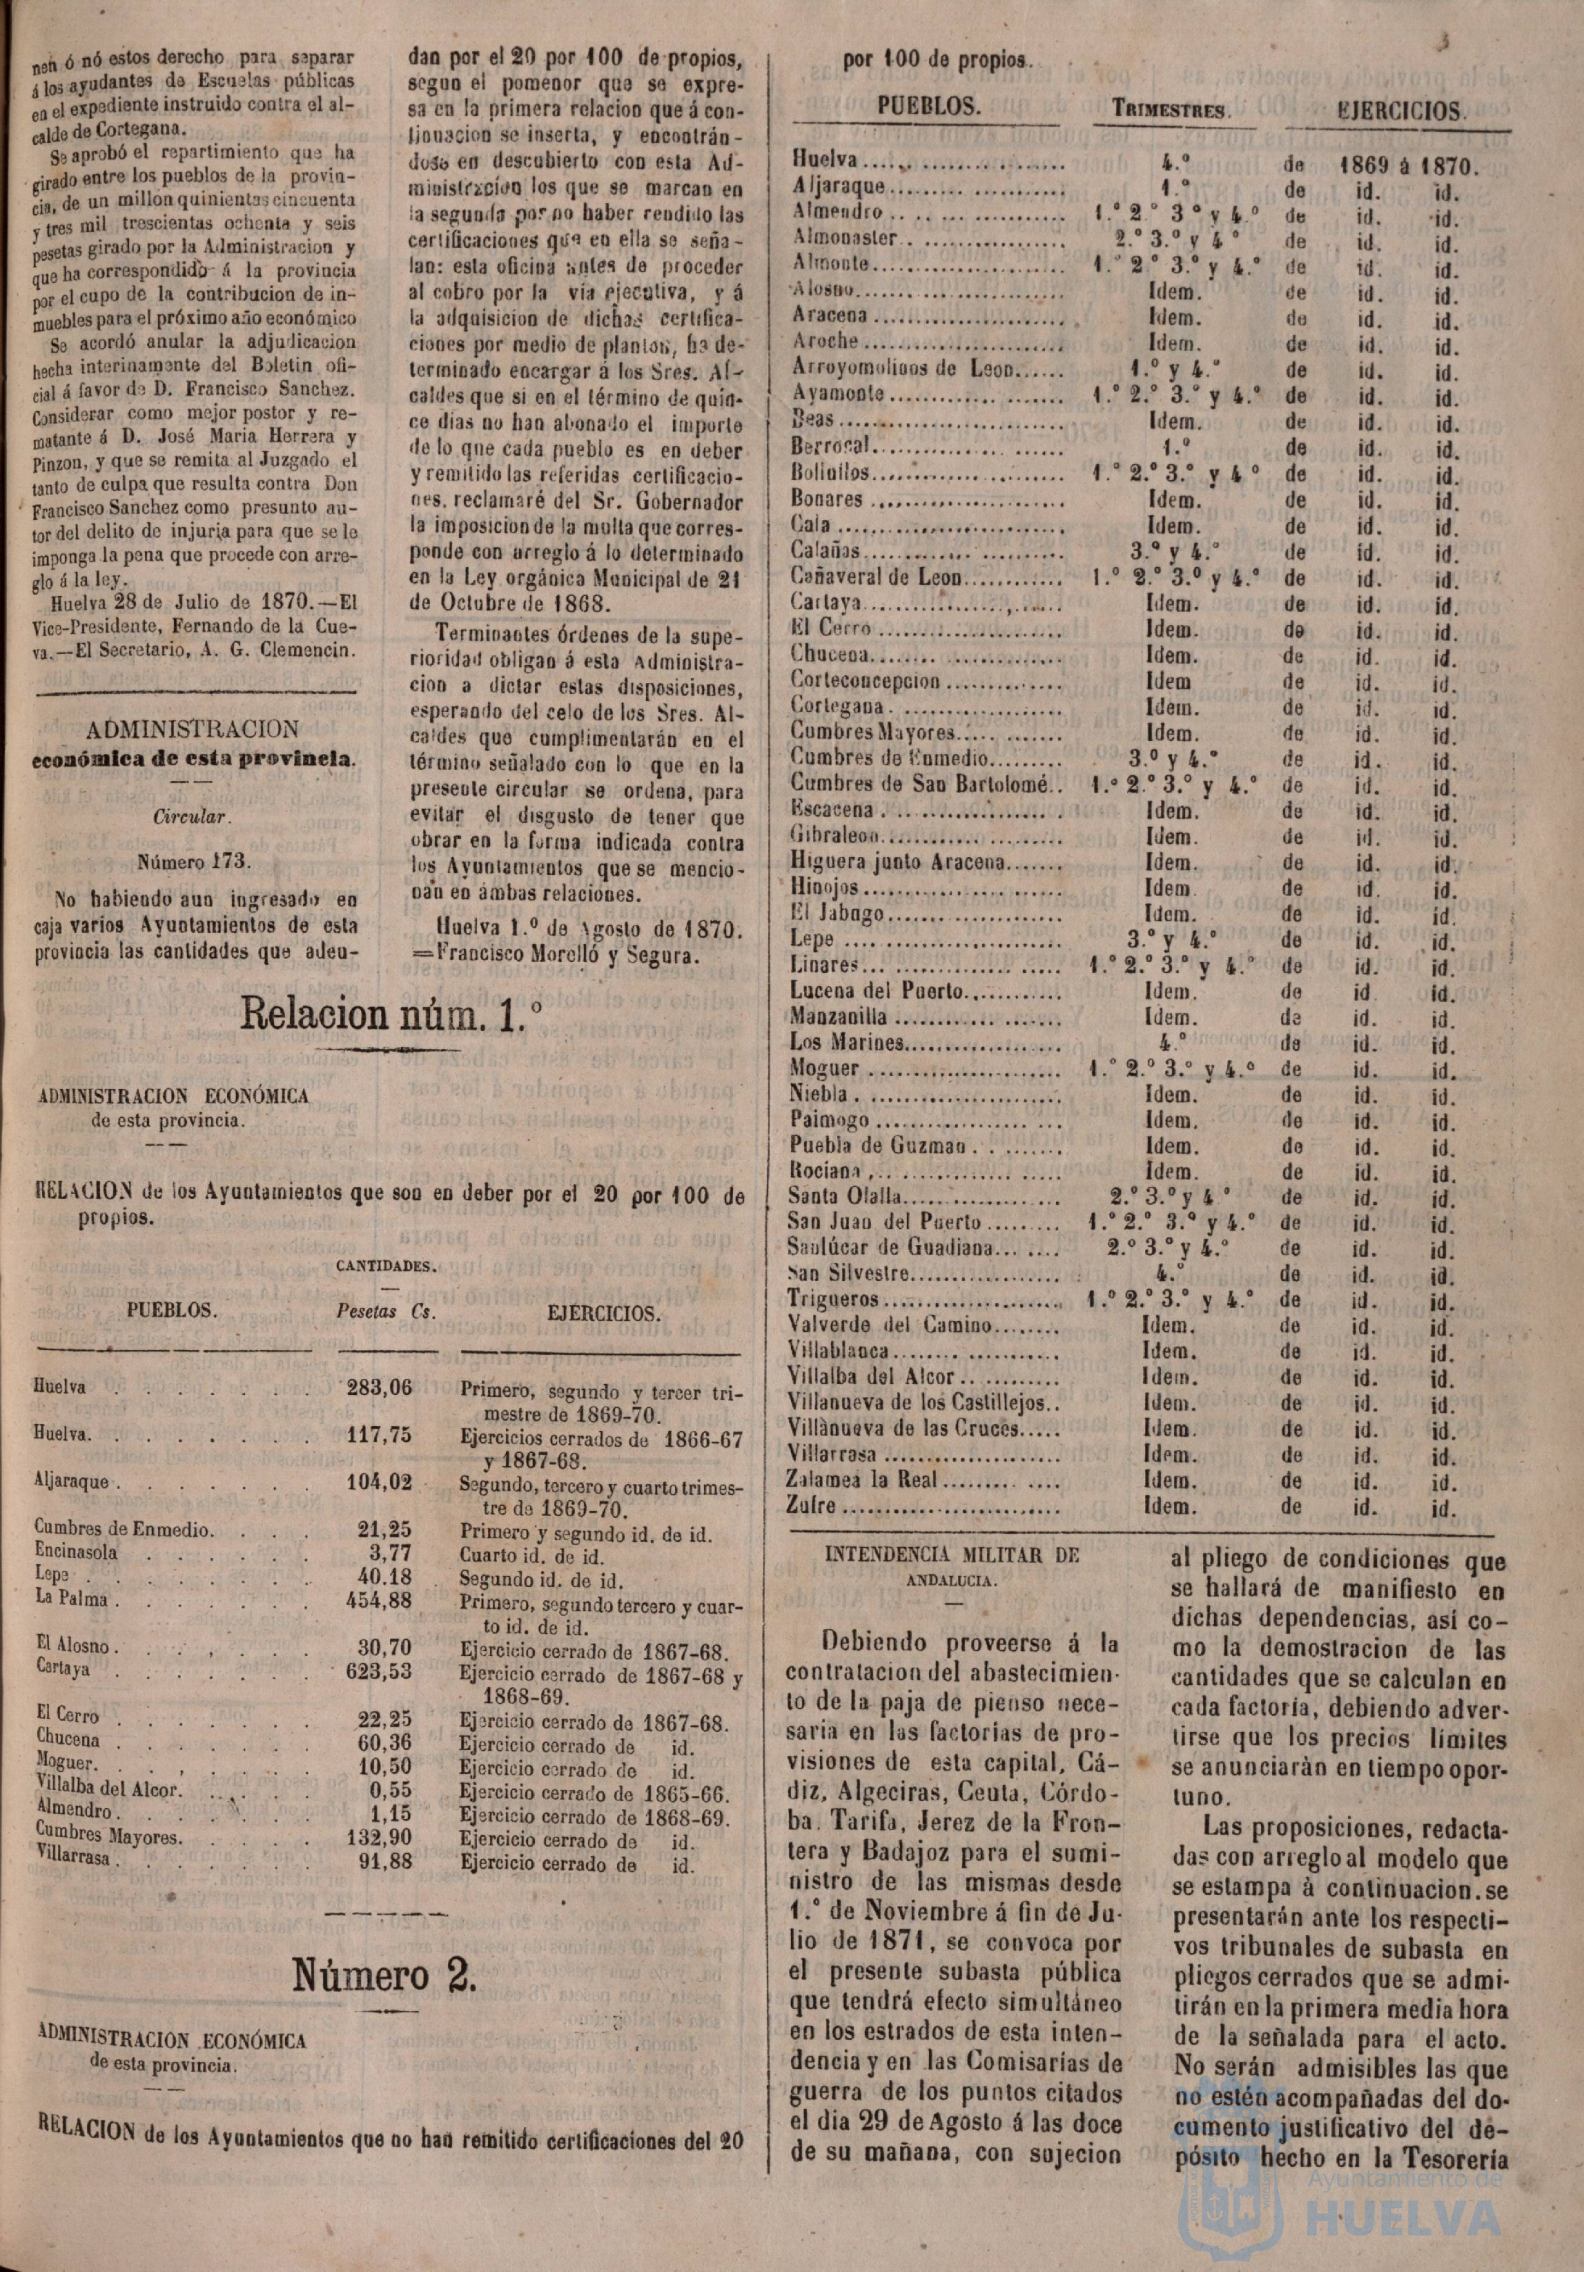 nen ó nó estos derecho para separar
á los ayudantes de Escuelas públicas
en el expediente instruido contra el al-
calde de Cortegana.
Se aprobó el repartimiento que ha
girado entre los pueblos de la provin-
cia, de un millon quinientas cincuenta
y tres mil trescientas ochenta y seis
pesetas girado por la Administracion y
que ha correspondido á la provincia
por el cupo de la contribucion de in-
muebles para el próximo año económico
Se acordó anular la adjudicacion
hecha interinamente del Boletin ofi-
cial á favor de D. Francisco Sanchez.
Considerar como mejor postor y re-
matante á D. José Maria Herrera y
Pinzon, y que se remita al Juzgado el
tanto de culpa que resulta contra Don
Francisco Sanchez como presunto au-
tor del delito de injuria para que se le
imponga la pena que procede con arre-
glo á la ley.
Huelva 28 de Julio de 1870.—El
Vice-Presidente, Fernando de la Cue-
va.—El Secretario, A. G. Clemencin.
ADMINISTRACION
económica de esta provincia.
Circular.
Número 173.
No habiendo aun ingresado en
caja varios Ayuntamientos de esta
provincia las cantidades que adeu-
dan por el 20 por 100 de propios,
segun el pomenor que se expre-
sa en la primera relacion que á con-
tinuacion se inserta, y encontrán-
dose en descubierto con esta Ad-
ministracion los que se marcan en
la segunda por no haber rendido las
certificaciones que en ella se seña-
lan: esta oficina antes de proceder
al cobro por la vía ejecutiva, y á
la adquisicion de dichas certifica-
ciones por medio de planton, ha de-
terminado encargar á los Sres. Al-
caldes que si en el término de quin-
ce dias no han abonado el importe
de lo que cada pueblo es en deber
y remitido las referidas certificacio-
nes, reclamaré del Sr. Gobernador
la imposicion de la multa que corres-
ponde con arreglo á lo determinado
en la Ley orgánica Municipal de 21
de Octubre de 1868.
Terminantes órdenes de la supe-
rioridad obligan á esta Administra-
cion a dictar estas disposiciones,
esperando del celo de los Sres. Al-
caldes que cumplimentarán en el
término señalado con lo que en la
presente circular se ordena, para
evitar el disgusto de tener que
obrar en la forma indicada contra
los Ayuntamientos que se mencio-
nan en ambas relaciones.
Huelva 1.º de Agosto de 1870.
=Francisco Morelló y Segura.
Relacion núm. 1.º
ADMINISTRACION ECONÓMICA
de esta provincia.
RELACION de los Ayuntamientos que son en deber por el 20 por 100 de
propios.
CANTIDADES.
PUEBLOS. Pesetas Cs. EJERCICIOS.
Huelva . . . . . . . 283,06 Primero, segundo y tercer tri-
mestre de 1869-70.
Huelva. . . . . . . . 117,75 Ejercicios cerrados de 1866-67
y 1867-68.
Aljaraque . . . . . . 104,02 Segundo, tercero y cuarto trimes-
tre de 1869-70.
Cumbres de Enmedio. . . . 21,25 Primero y segundo id. de id.
Encinasola . . . . . . 3,77 Cuarto id. de id.
Lepe . . . . . . . . 40.18 Segundo id. de id.
La Palma . . . . . . . 454,88 Primero, segundo tercero y cuar-
to id. de id.
El Alosno . . . . . . . 30,70 Ejercicio cerrado de 1867-68.
Cartaya . . . . . . . 623,53 Ejercicio cerrado de 1867-68 y
1868-69.
El Cerro . . . . . . . 22,25 Ejercicio cerrado de 1867-68.
Chucena . . . . . . . 60,36 Ejercicio cerrado de id.
Moguer. . . . . . . . 10,50 Ejercicio cerrado de id.
Villalba del Alcor. . . . . 0,55 Ejercicio cerrado de 1865-66.
Almendro . . . . . . . 1,15 Ejercicio cerrado de 1868-69.
Cumbres Mayores. . . . . 132,90 Ejercicio cerrado de id.
Villarrasa . . . . . . . 91,88 Ejercicio cerrado de id.
Número 2.
ADMINISTRACION ECONÓMICA
de esta provincia.
RELACION de los Ayuntamientos que no han remitido certificaciones del 20
por 100 de propios.
PUEBLOS. TRIMESTRES. EJERCICIOS.
Huelva .......... 4.º de 1869 á 1870.
Aljaraque .......... 1.º de id. id.
Almendro .......... 1.º 2.º 3º y 4.º de id. id.
Almonaster .......... 2.º 3.º y 4º de id. id.
Almonte .......... 1.º 2º 3.º y 4.º de id. id.
Alosno .......... Idem. de id. id.
Aracena .......... Idem. de id. id.
Aroche .......... Idem. de id. id.
Arroyomolinos de Leon...... 1.º y 4.º de id. id.
Ayamonte .......... 1.º 2.º 3.º y 4.º de id. id.
Beas .......... Idem. de id. id.
Berrocal .......... 1.º de id. id.
Bollullos .......... 1.º 2.º 3.º y 4º de id. id.
Bonares .......... Idem. de id. id.
Cala .......... Idem. de id. id.
Calañas .......... 3.º y 4.º de id. id.
Cañaveral de Leon .......... 1.º 2.º 3.º y 4.º de id. id.
Cartaya .......... Idem. de id. id.
El Cerro .......... Idem. de id. id.
Chucena .......... Idem. de id. id.
Corteconcepcion .......... Idem de id. id.
Cortegana .......... Idem. de id. id.
Cumbres Mayores .......... Idem. de id. id.
Cumbres de Enmedio......... 3.º y 4.º de id. id.
Cumbres de San Bartolomé.. 1.º 2.º 3.º y 4.º de id. id.
Escacena .......... Idem. de id. id.
Gibraleon .......... Idem. de id. id.
Higuera junto Aracena....... Idem. de id. id.
Hinojos .......... Idem. de id. id.
El Jabugo .......... Idem. de id. id.
Lepe .......... 3.º y 4.º de id. id.
Linares .......... 1.º 2.º 3.º y 4.º de id. id.
Lucena del Puerto .......... Idem. de id. id.
Manzanilla .......... Idem. de id. id.
Los Marines .......... 4.º de id. id.
Moguer .......... 1.º 2.º 3.º y 4.º de id. id.
Niebla .......... Idem. de id. id.
Paimogo .......... Idem. de id. id.
Puebla de Guzman .......... Idem. de id. id.
Rociana .......... Idem. de id. id.
Santa Olalla .......... 2.º 3.º y 4.º de id. id.
San Juan del Puerto ......... 1.º 2.º 3.º y 4.º de id. id.
Sanlúcar de Guadiana... .... 2.º 3.º y 4.º de id. id.
San Silvestre .......... 4.º de id. id.
Trigueros .......... 1.º 2.º 3.º y 4.º de id. id.
Valverde del Camino........ Idem. de id. id.
Villablanca .......... Idem. de id. id.
Villalba del Alcor .......... Idem. de id. id.
Villanueva de los Castillejos.. Idem. de id. id.
Villanueva de las Cruces..... Idem. de id. id.
Villarrasa .......... Idem. de id. id.
Zalamea la Real .......... Idem. de id. id.
Zufre .......... Idem. de id. id.
INTENDENCIA MILITAR DE
ANDALUCIA.
Debiendo proveerse á la
contratacion del abastecimien-
to de la paja de pienso nece-
saria en las factorías de pro-
visiones de esta capital, Cá-
diz, Algeciras, Ceuta, Córdo-
ba, Tarifa, Jerez de la Fron-
tera y Badajoz para el sumi-
nistro de las mismas desde
1.º de Noviembre á fin de Ju-
lio de 1871, se convoca por
el presente subasta pública
que tendrá efecto simultáneo
en los estrados de esta inten-
dencia y en las Comisarías de
guerra de los puntos citados
el dia 29 de Agosto á las doce
de su mañana, con sujecion
al pliego de condiciones que
se hallará de manifiesto en
dichas dependencias, así co-
mo la demostracion de las
cantidades que se calculan en
cada factoría, debiendo adver-
tirse que los precios límites
se anunciaràn en tiempo opor-
tuno.
Las proposiciones, redacta-
das con arreglo al modelo que
se estampa à continuacion. se
presentarán ante los respecti-
vos tribunales de subasta en
pliegos cerrados que se admi-
tirán en la primera media hora
de la señalada para el acto.
No serán admisibles las que
no estén acompañadas del do-
cumento justificativo del de-
pósito hecho en la Tesorería
Ayuntamiento de
HUELVA